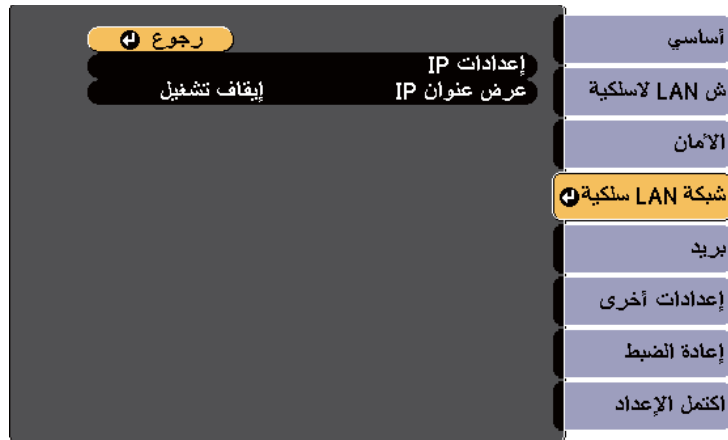 أساسي
ش LAN لاسلكية
الأمان
شبكة LAN سلكية
بريد
إعدادات أخرى
إعادة الضبط
اكتمل الإعداد
رجوع
إعدادات IP
عرض عنوان IP إيقاف تشغيل